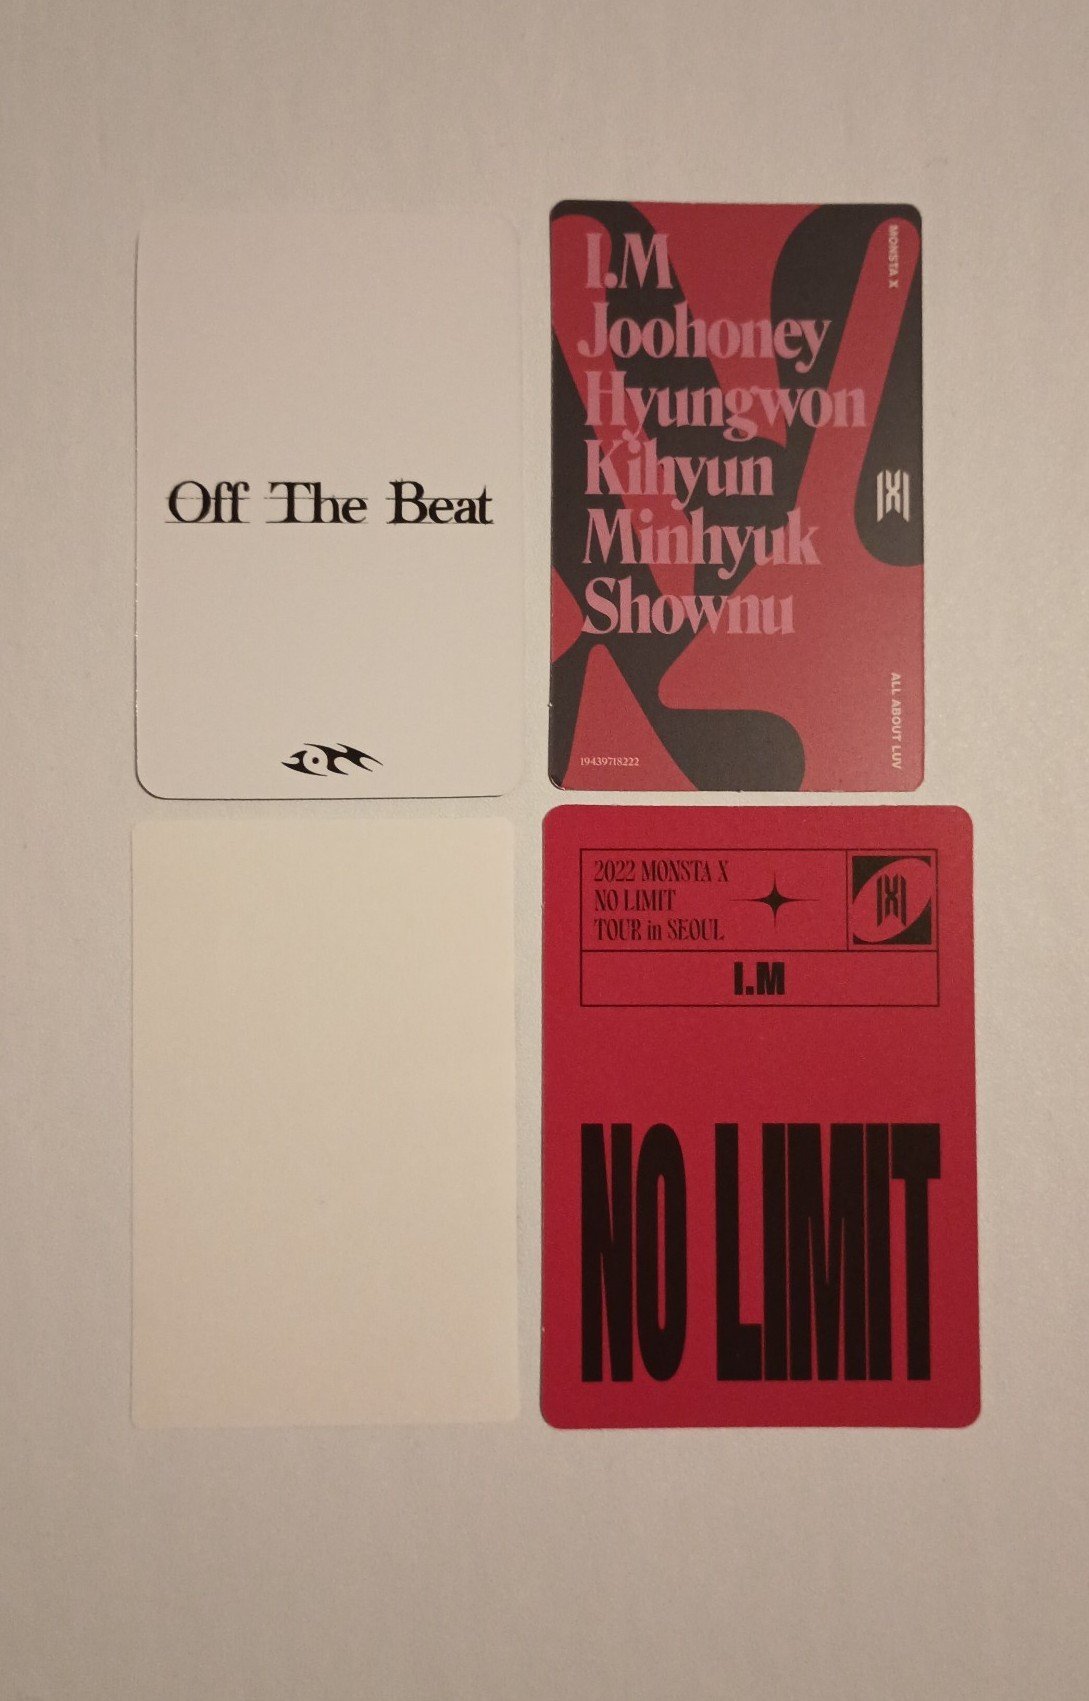 Off The Beat
I.M
Joohoney
Hyungwon
Kihyun
Minhyuk
Shownu
MONSTA X
ALL ABOUT LUV
19439718222
2022 MONSTA X
NO LIMIT
TOUR in SEOUL
I.M
NO LIMIT